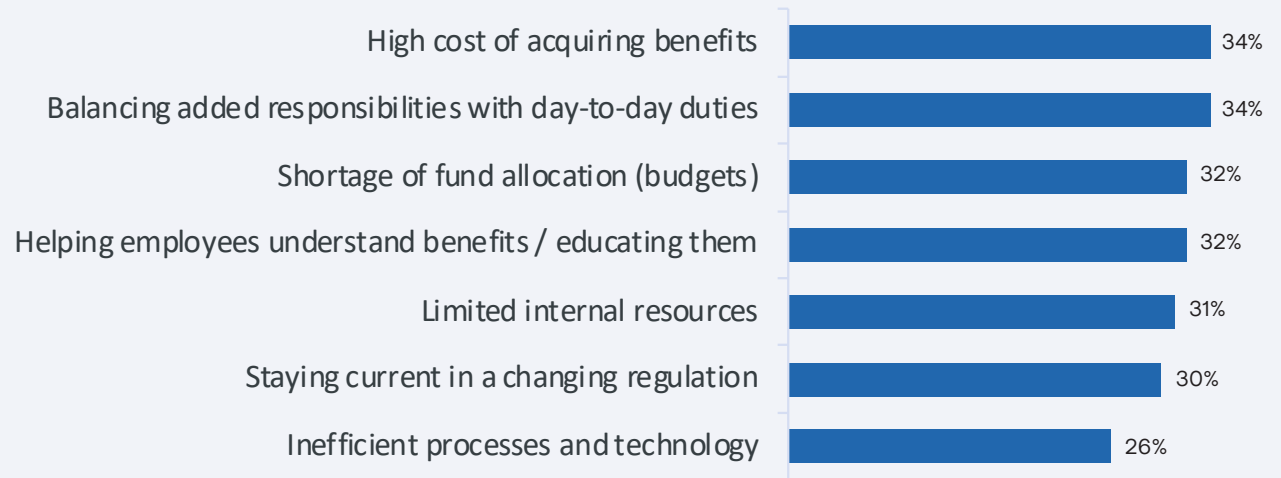 High cost of acquiring benefits 34%
Balancing added responsibilities with day-to-day duties 34%
Shortage of fund allocation (budgets) 32%
Helping employees understand benefits / educating them 32%
Limited internal resources 31%
Staying current in a changing regulation 30%
Inefficient processes and technology 26%